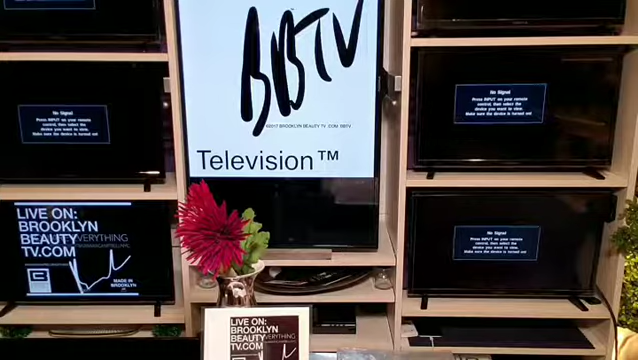 BBTV
©2017 BROOKLYN BEAUTY TV .COM BBTV
Television™
No Signal
Press INPUT on your remote
control, then select the
device you want to view.
Make sure the device is turned on!
No Signal
Press INPUT on your remote
control, then select the
device you want to view.
Make sure the device is turned on!
No Signal
Press INPUT on your remote
control, then select the
device you want to view.
Make sure the device is turned on!
LIVE ON:
BROOKLYN
BEAUTY EVERYTHING
TV.COM
MADE IN
BROOKLYN
LIVE ON:
BROOKLYN
BEAUTY EVERYTHING
TV.COM